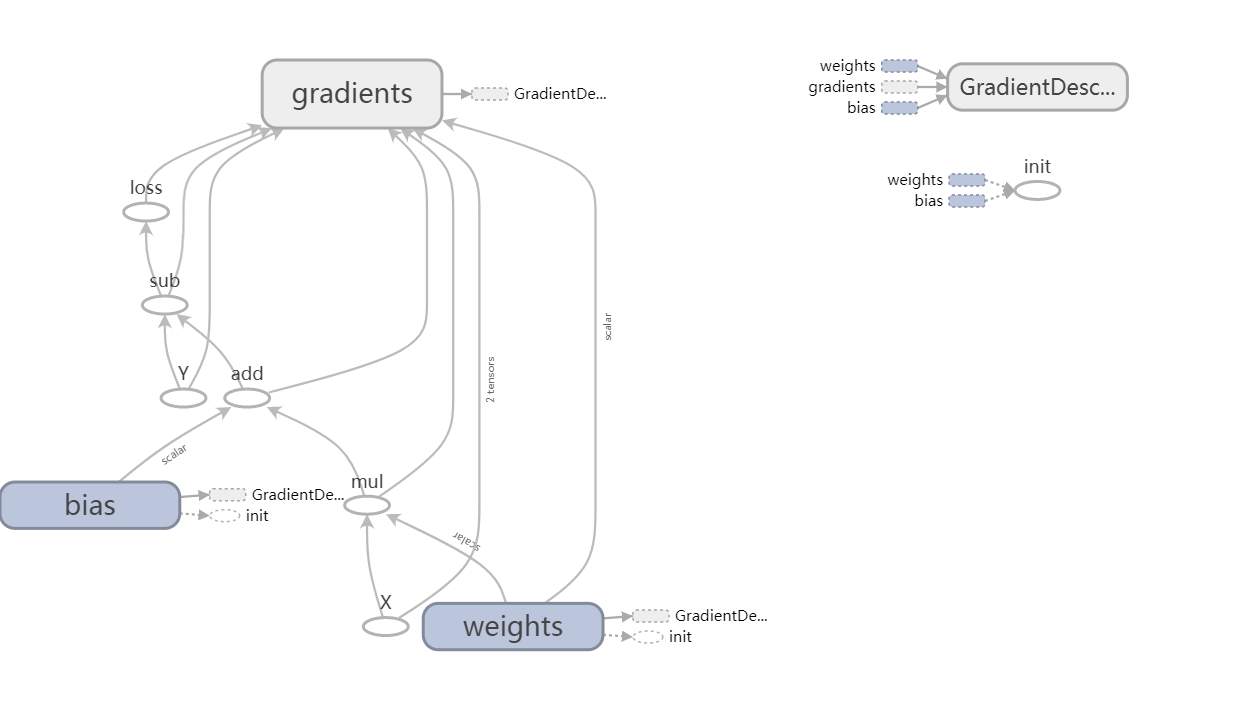 gradients
GradientDe...
loss
sub
Y
add
scalar
2 tensors
scalar
bias
GradientDe...
init
mul
scalar
X
weights
GradientDe...
init
weights
gradients
bias
GradientDesc...
init
weights
bias